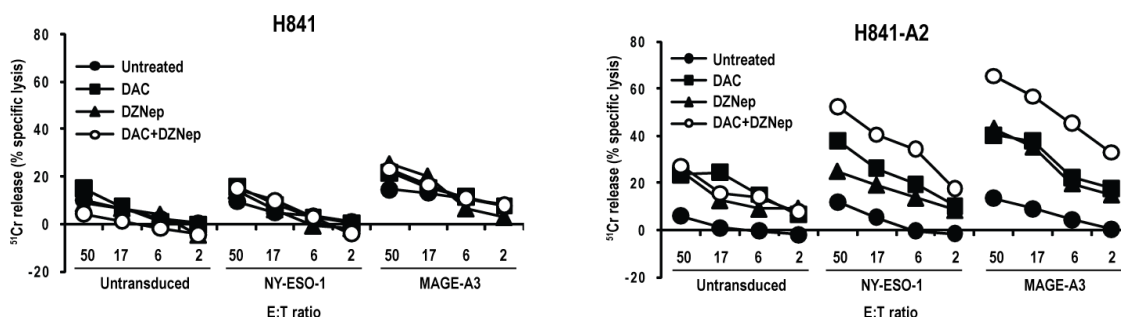 H841
80
60
40
20
0
-20
⁵¹Cr release (% specific lysis)
Untreated
DAC
DZNep
DAC+DZNep
50 17 6 2 50 17 6 2 50 17 6 2
Untransduced NY-ESO-1 MAGE-A3
E:T ratio
H841-A2
80
60
40
20
0
-20
⁵¹Cr release (% specific lysis)
Untreated
DAC
DZNep
DAC+DZNep
50 17 6 2 50 17 6 2 50 17 6 2
Untransduced NY-ESO-1 MAGE-A3
E:T ratio